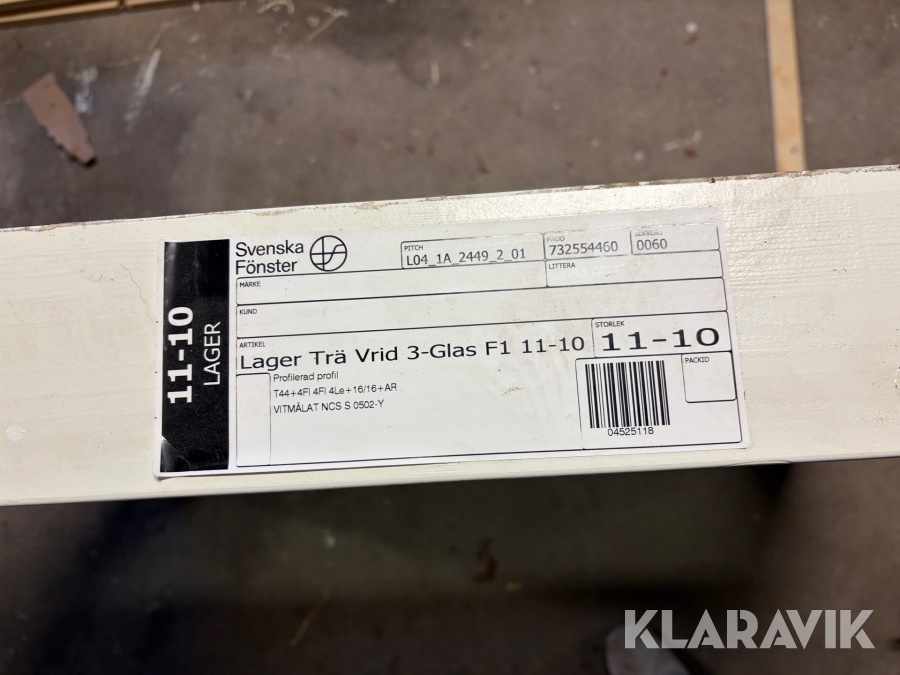 11-10
LAGER
Svenska
Fönster
PITCH
L04_1A_2449_2_01
732554460
0060
MÄRKE
LITTERA
KUND
ARTIKEL
Lager Trä Vrid 3-Glas F1 11-10
STORLEK
11-10
Profilerad profil
T44+4Fl 4Fl 4Le+16/16+AR
VITMÅLAT NCS S 0502-Y
PACKID
04525118
KLARAVIK